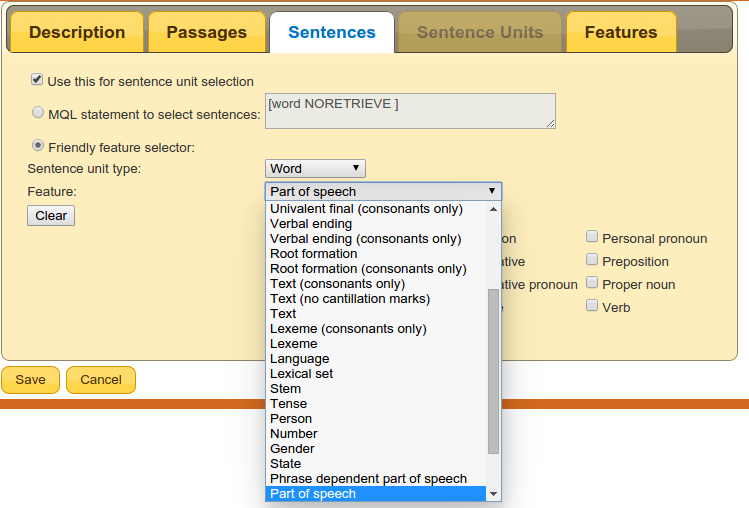 Description Passages Sentences Sentence Units Features
Use this for sentence unit selection
MQL statement to select sentences: [word NORETRIEVE ]
Friendly feature selector:
Sentence unit type: Word
Feature: Part of speech
Clear
Univalent final (consonants only)
Verbal ending
Verbal ending (consonants only)
Root formation
Root formation (consonants only)
Text (consonants only)
Text (no cantillation marks)
Text
Lexeme (consonants only)
Lexeme
Language
Lexical set
Stem
Tense
Person
Number
Gender
State
Phrase dependent part of speech
Part of speech
Personal pronoun
Preposition
pronoun Proper noun
Verb
Save Cancel